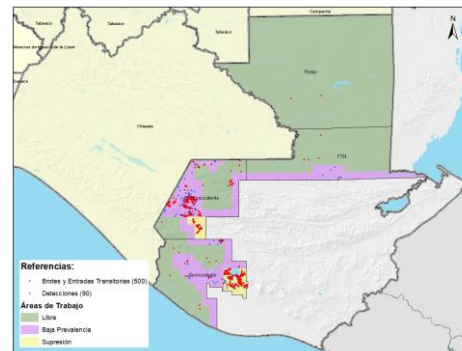 Campeche
Tabasco
Tabasco
Tabasco
N
Petén
Chiapas
FTN
Referencias:
Brotes y Entradas Transitorias (500)
Detecciones (90)
Áreas de Trabajo
Libre
Baja Prevalencia
Supresión